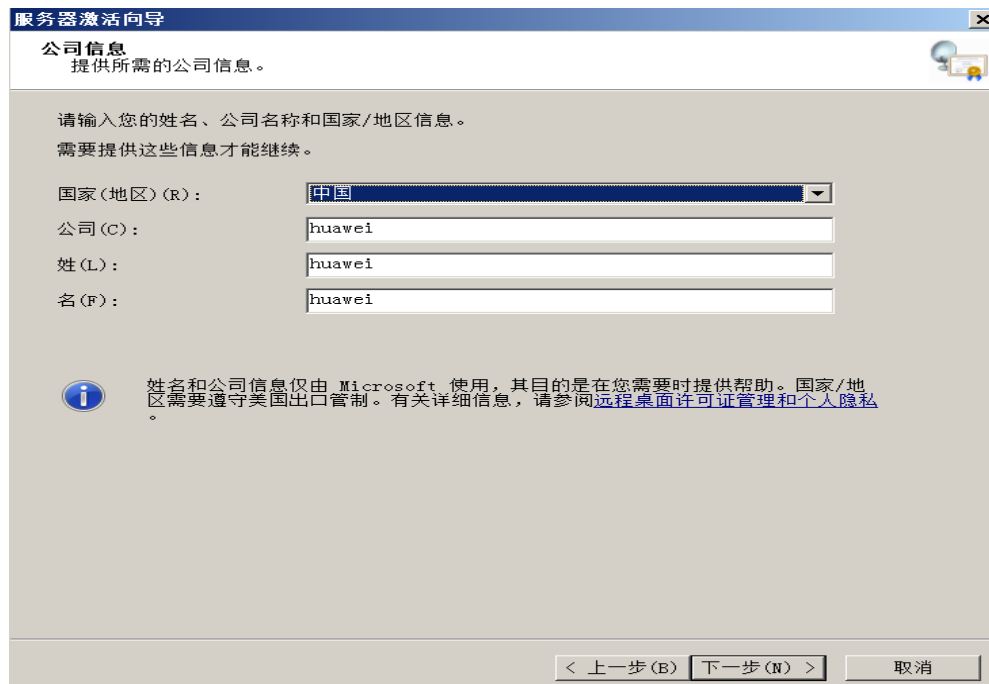 服务器激活向导
公司信息
提供所需的公司信息。
请输入您的姓名、公司名称和国家/地区信息。
需要提供这些信息才能继续。
国家(地区)(R): 中国
公司(C): huawei
姓(L): huawei
名(F): huawei
姓名和公司信息仅由 Microsoft 使用，其目的是在您需要时提供帮助。国家/地
区需要遵守美国出口管制。有关详细信息，请参阅远程桌面许可证管理和个人隐私
。
< 上一步(B) 下一步(N) > 取消